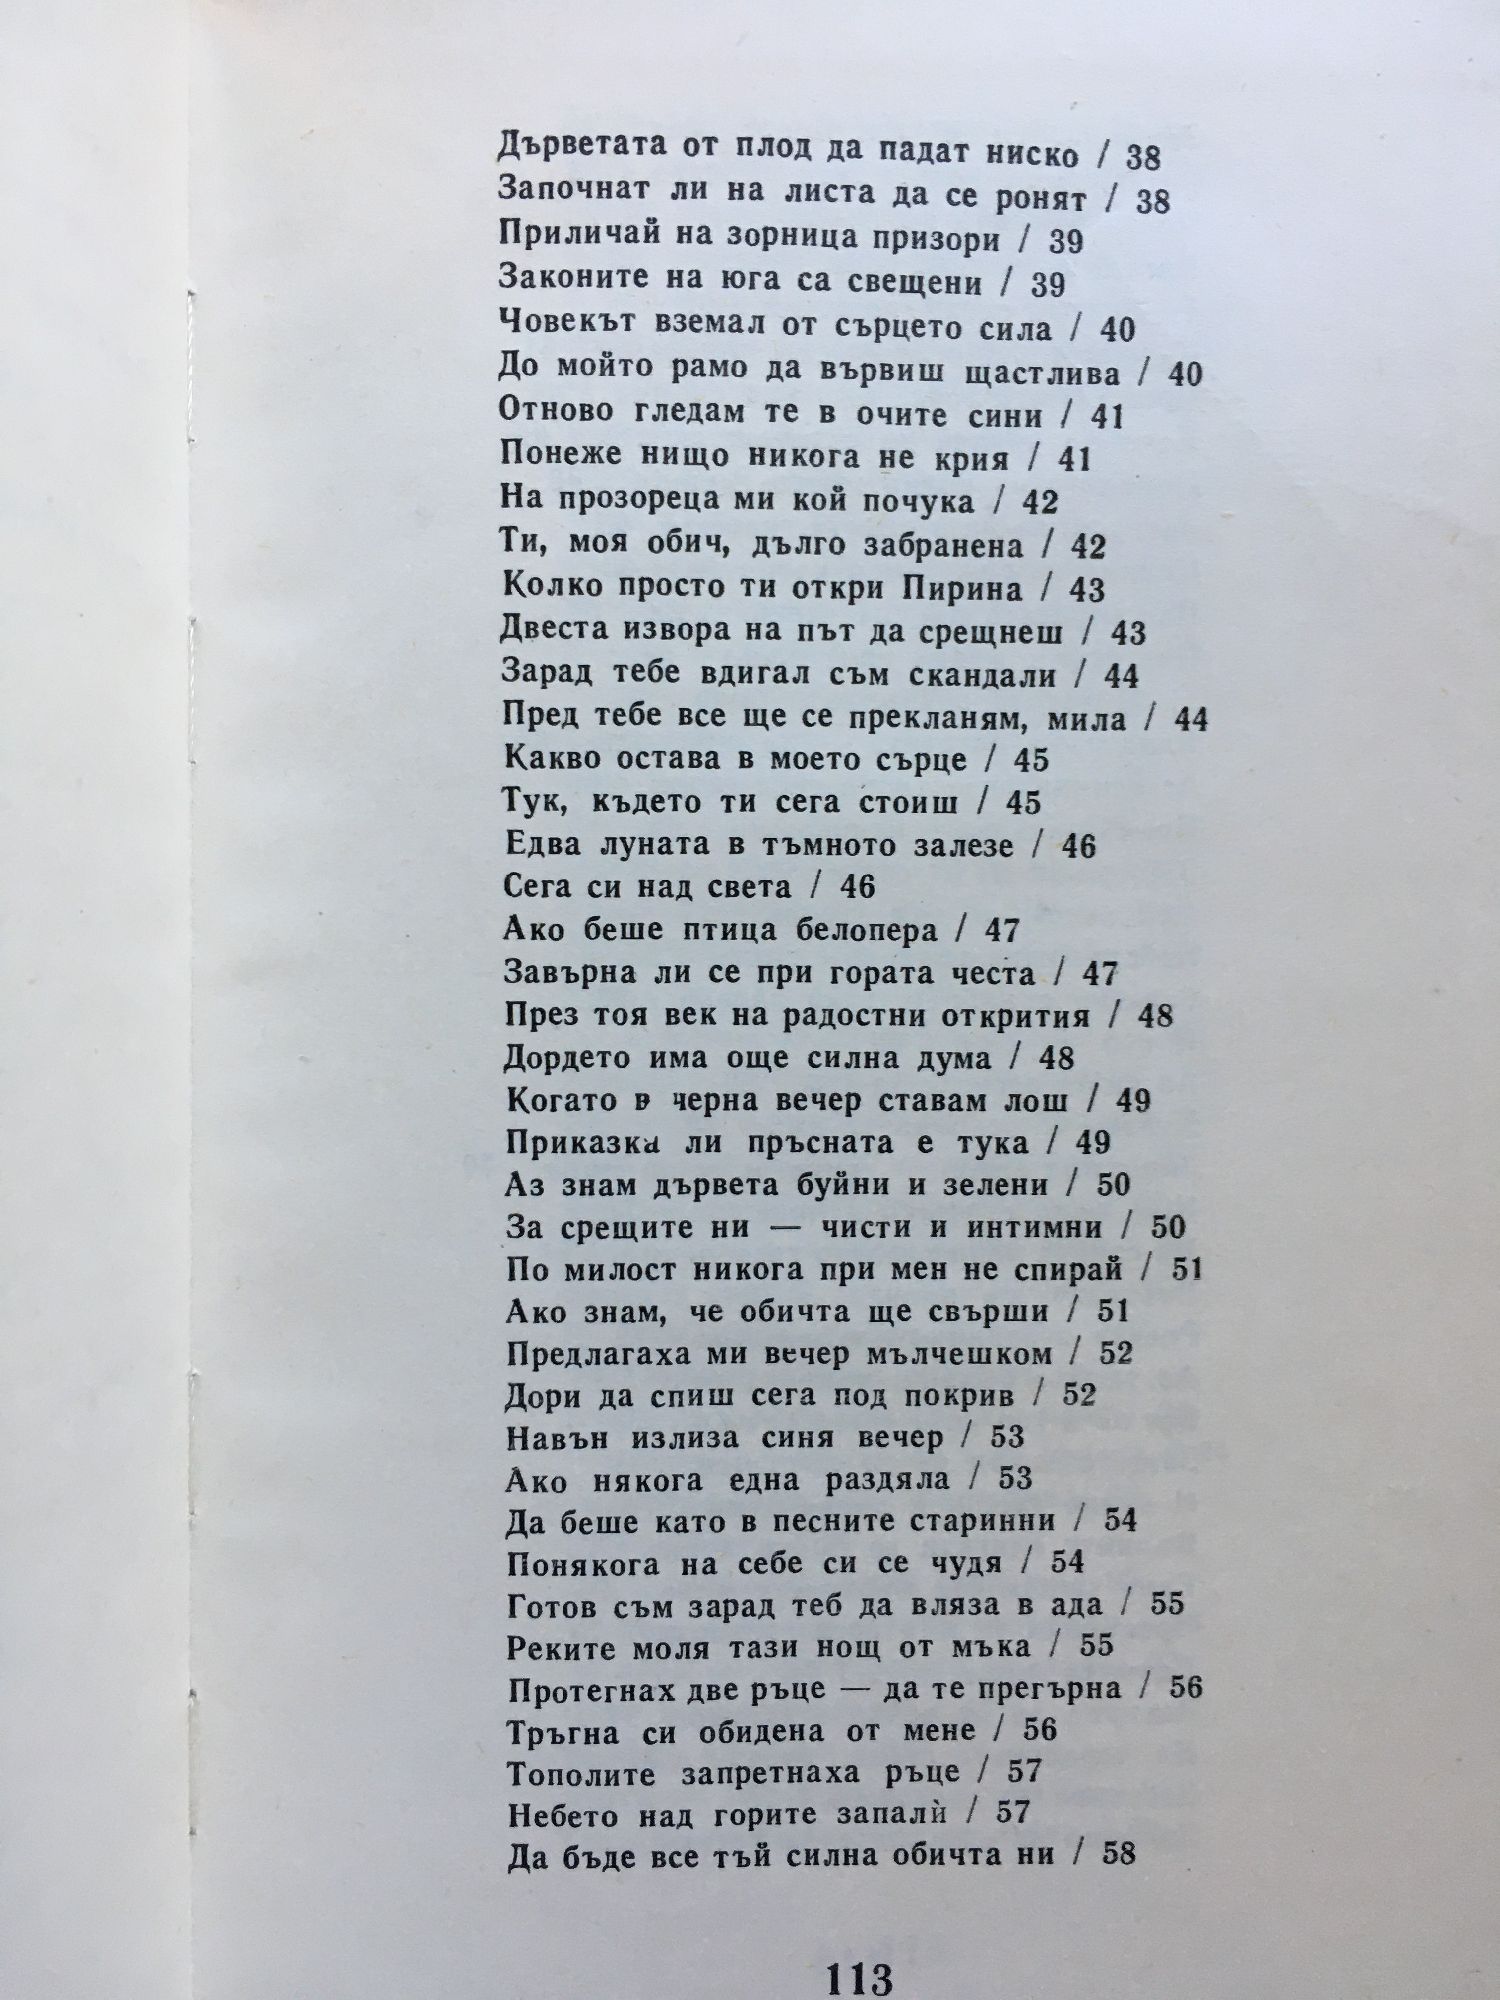 Дърветата от плод да падат ниско / 38
Започнат ли на листа да се ронят / 38
Приличай на зорница призори / 39
Законите на юга са свещени / 39
Човекът вземал от сърцето сила / 40
До мойто рамо да вървиш щастлива / 40
Отново гледам те в очите сини / 41
Понеже нищо никога не крия / 41
На прозореца ми кой почука / 42
Ти, моя обич, дълго забранена / 42
Колко просто ти откри Пирина / 43
Двеста извора на път да срещнеш / 43
Зарад тебе вдигал съм скандали / 44
Пред тебе все ще се прекланям, мила / 44
Какво остава в моето сърце / 45
Тук, където ти сега стоиш / 45
Едва луната в тъмното залезе / 46
Сега си над света / 46
Ако беше птица белопера / 47
Завърна ли се при гората честа / 47
През тоя век на радостни открития / 48
Дордето има още силна дума / 48
Когато в черна вечер ставам лош / 49
Приказка ли пръсната е тука / 49
Аз знам дървета буйни и зелени / 50
За срещите ни — чисти и интимни / 50
По милост никога при мен не спирай / 51
Ако знам, че обичта ще свърши / 51
Предлагаха ми вечер мълчешком / 52
Дори да спиш сега под покрив / 52
Навън излиза синя вечер / 53
Ако някога една раздяла / 53
Да беше като в песните старинни / 54
Понякога на себе си се чудя / 54
Готов съм зарад теб да вляза в ада / 55
Реките моля тази нощ от мъка / 55
Протегнах две ръце — да те прегърна / 56
Тръгна си обидена от мене / 56
Тополите запретнаха ръце / 57
Небето над горите запалѝ / 57
Да бъде все тъй силна обичта ни / 58
113